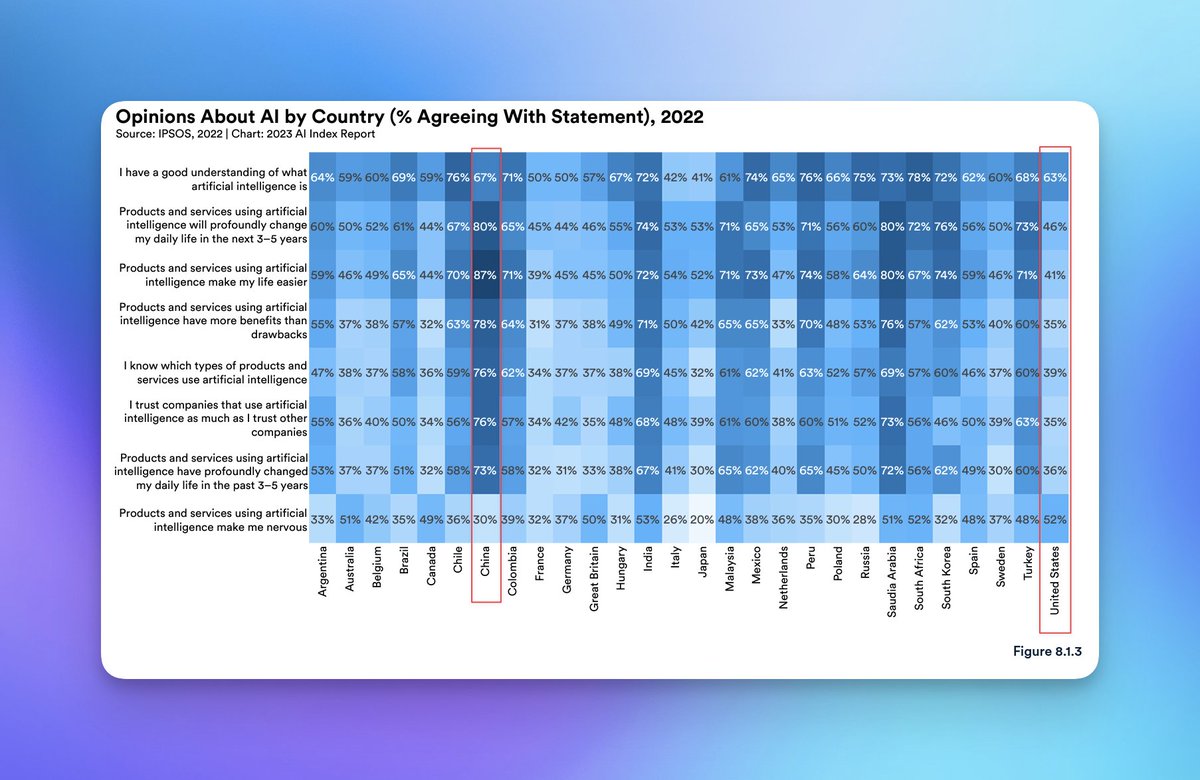 Opinions About AI by Country (% Agreeing With Statement), 2022
Source: IPSOS, 2022 | Chart: 2023 AI Index Report
I have a good understanding of what
artificial intelligence is
64% 59% 60% 69% 59% 76% 67% 71% 50% 50% 57% 67% 72% 42% 41% 61% 74% 65% 76% 66% 75% 73% 78% 72% 62% 60% 68% 63%
Products and services using artificial
intelligence will profoundly change
my daily life in the next 3–5 years
60% 50% 52% 61% 44% 67% 80% 65% 45% 44% 46% 55% 74% 53% 53% 71% 65% 53% 71% 56% 60% 80% 72% 76% 56% 50% 73% 46%
Products and services using artificial
intelligence make my life easier
59% 46% 49% 65% 44% 70% 87% 71% 39% 45% 45% 50% 72% 54% 52% 71% 73% 47% 74% 58% 64% 80% 67% 74% 59% 46% 71% 41%
Products and services using artificial
intelligence have more benefits than
drawbacks
55% 37% 38% 57% 32% 63% 78% 64% 31% 37% 38% 49% 71% 50% 42% 65% 65% 33% 70% 48% 53% 76% 57% 62% 53% 40% 60% 35%
I know which types of products and
services use artificial intelligence
47% 38% 37% 58% 36% 59% 76% 62% 34% 37% 37% 38% 69% 45% 32% 61% 62% 41% 63% 52% 57% 69% 57% 60% 46% 37% 60% 39%
I trust companies that use artificial
intelligence as much as I trust other
companies
55% 36% 40% 50% 34% 56% 76% 57% 34% 42% 35% 48% 68% 48% 39% 61% 60% 38% 60% 51% 52% 73% 56% 46% 50% 39% 63% 35%
Products and services using artificial
intelligence have profoundly changed
my daily life in the past 3–5 years
53% 37% 37% 51% 32% 58% 73% 58% 32% 31% 33% 38% 67% 41% 30% 65% 62% 40% 65% 45% 50% 72% 56% 62% 49% 30% 60% 36%
Products and services using artificial
intelligence make me nervous
33% 51% 42% 35% 49% 36% 30% 39% 32% 37% 50% 31% 53% 26% 20% 48% 38% 36% 35% 30% 28% 51% 52% 32% 48% 37% 48% 52%
Argentina
Australia
Belgium
Brazil
Canada
Chile
China
Colombia
France
Germany
Great Britain
Hungary
India
Italy
Japan
Malaysia
Mexico
Netherlands
Peru
Poland
Russia
Saudia Arabia
South Africa
South Korea
Spain
Sweden
Turkey
United States
Figure 8.1.3